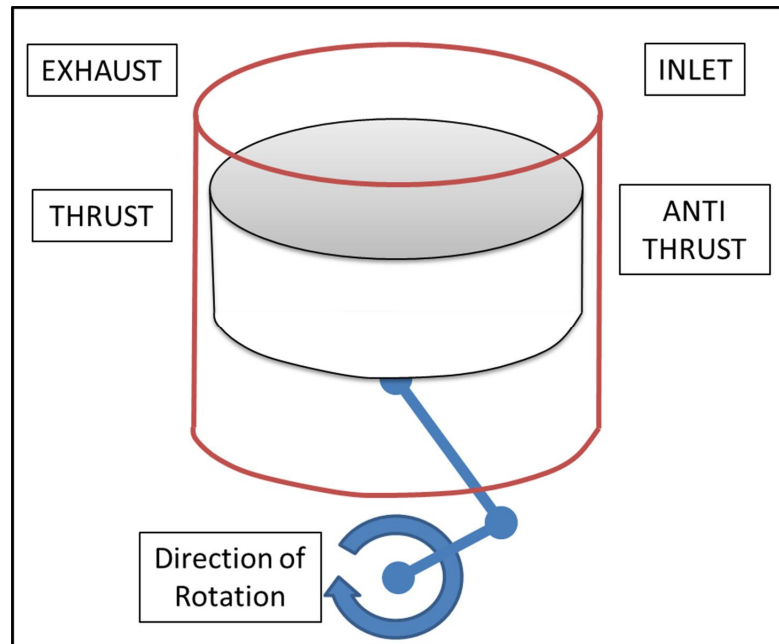 EXHAUST
INLET
THRUST
ANTI
THRUST
Direction of
Rotation